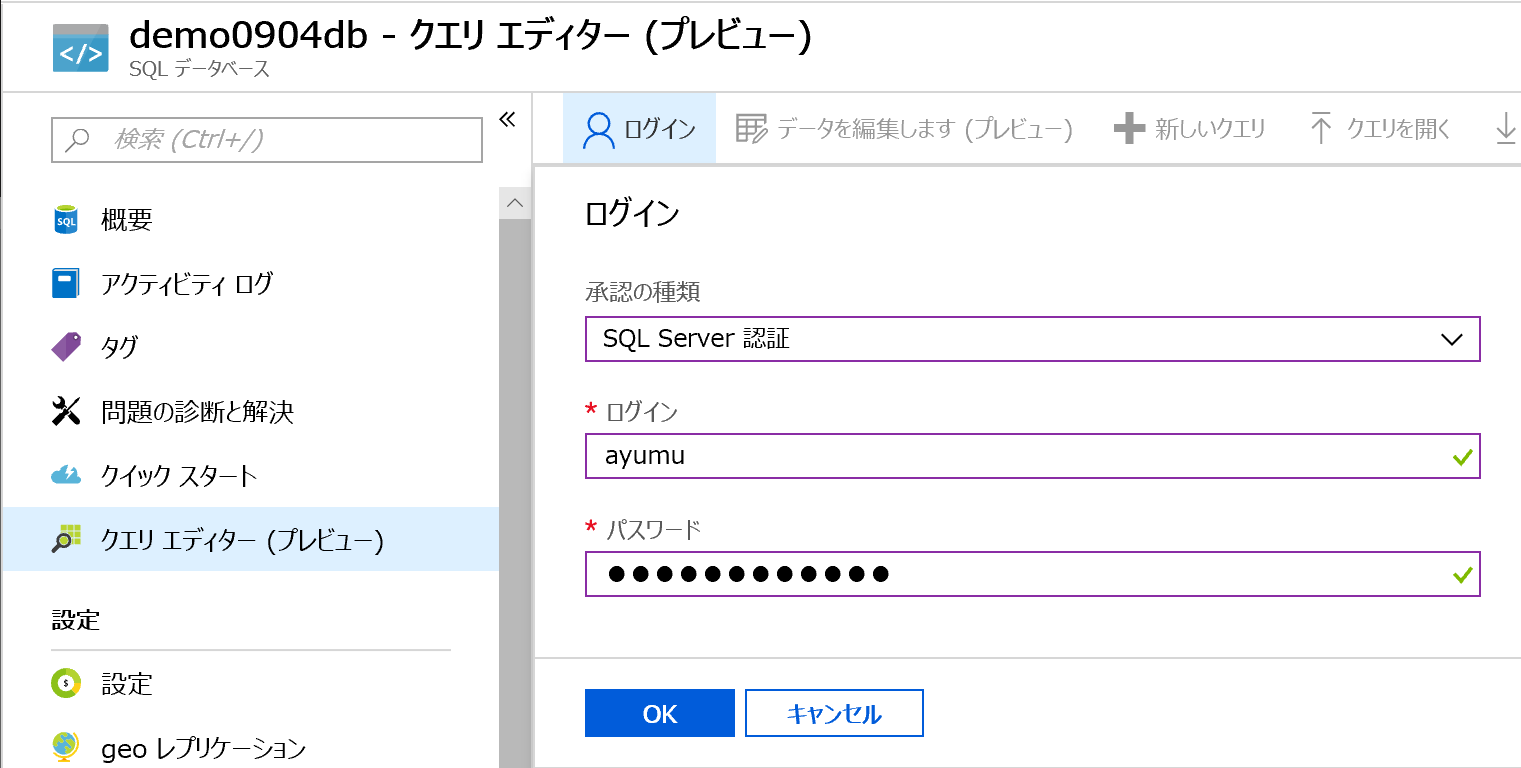 demo0904db - クエリ エディター (プレビュー)
SQL データベース
検索 (Ctrl+/)
«
SQL
概要
アクティビティ ログ
タグ
問題の診断と解決
クイック スタート
クエリ エディター (プレビュー)
設定
設定
geo レプリケーション
ログイン データを編集します (プレビュー) 新しいクエリ クエリを開く
ログイン
承認の種類
SQL Server 認証
* ログイン
ayumu
* パスワード
●●●●●●●●●●●●
OK キャンセル